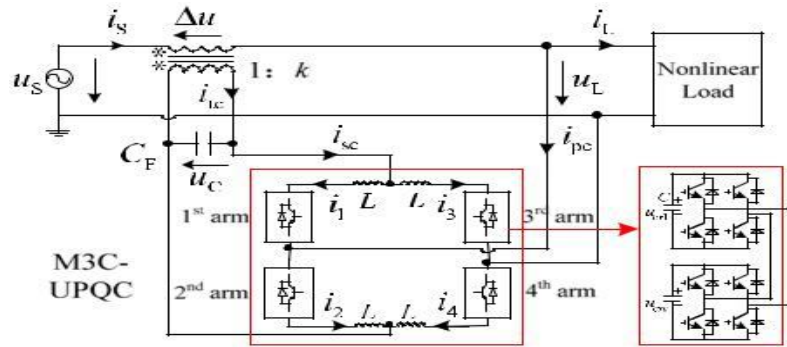 i_S Δu i_L
* *
1: k
u_S u_L Nonlinear
Load
C_F i_sc i_pc
u_C
1st arm i_1 L L i_3 3rd arm
C
M3C-
UPQC
2nd arm i_2 L L i_4 4th arm